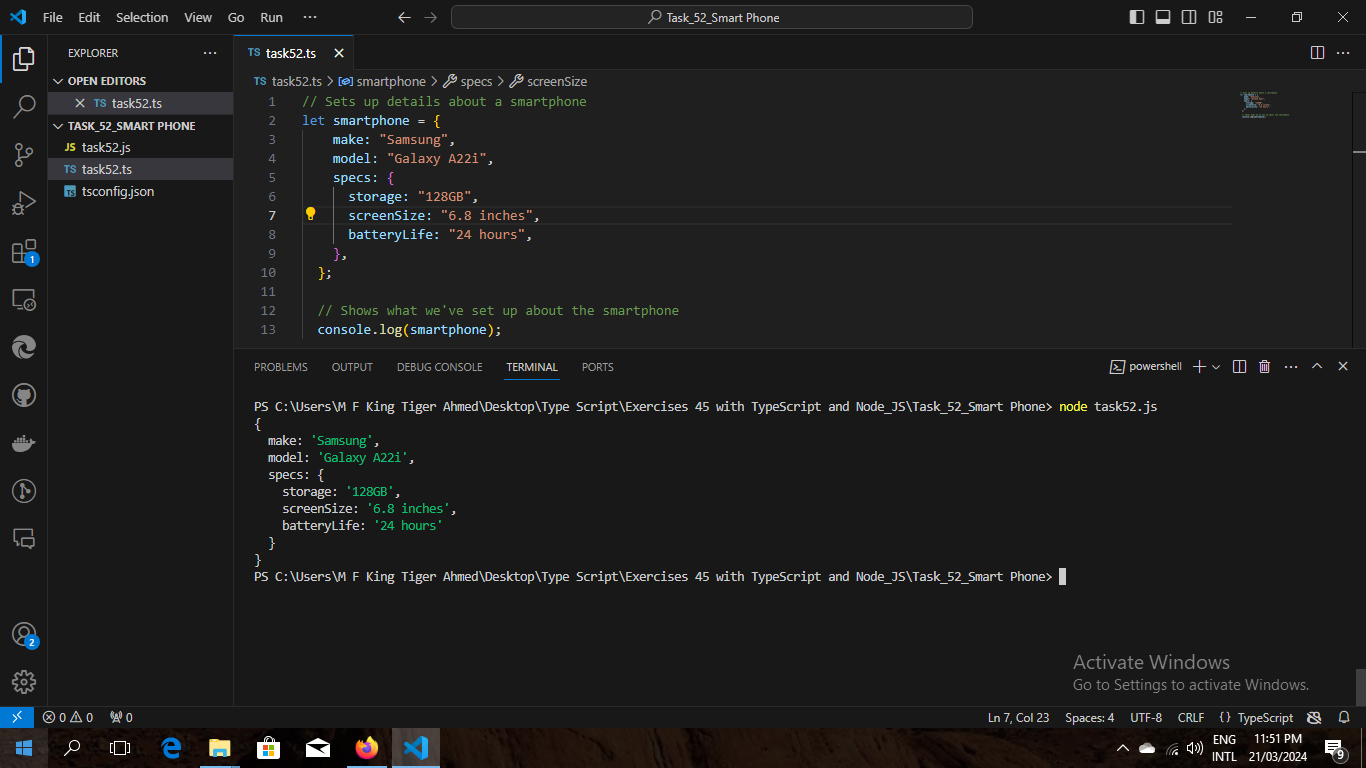 File Edit Selection View Go Run ··· Task_52_Smart Phone
EXPLORER ···
OPEN EDITORS
TS task52.ts
TASK_52_SMART PHONE
JS task52.js
TS task52.ts
TS tsconfig.json
1
2
TS task52.ts
TS task52.ts > smartphone > specs > screenSize
1 // Sets up details about a smartphone
2 let smartphone = {
3 make: "Samsung",
4 model: "Galaxy A22i",
5 specs: {
6 storage: "128GB",
7 screenSize: "6.8 inches",
8 batteryLife: "24 hours",
9 },
10 };
11
12 // Shows what we've set up about the smartphone
13 console.log(smartphone);
PROBLEMS OUTPUT DEBUG CONSOLE TERMINAL PORTS powershell
PS C:\Users\M F King Tiger Ahmed\Desktop\Type Script\Exercises 45 with TypeScript and Node_JS\Task_52_Smart Phone> node task52.js
{
make: 'Samsung',
model: 'Galaxy A22i',
specs: {
storage: '128GB',
screenSize: '6.8 inches',
batteryLife: '24 hours'
}
}
PS C:\Users\M F King Tiger Ahmed\Desktop\Type Script\Exercises 45 with TypeScript and Node_JS\Task_52_Smart Phone>
Activate Windows
Go to Settings to activate Windows.
0 0 0 Ln 7, Col 23 Spaces: 4 UTF-8 CRLF {} TypeScript
ENG 11:51 PM
INTL 21/03/2024 9